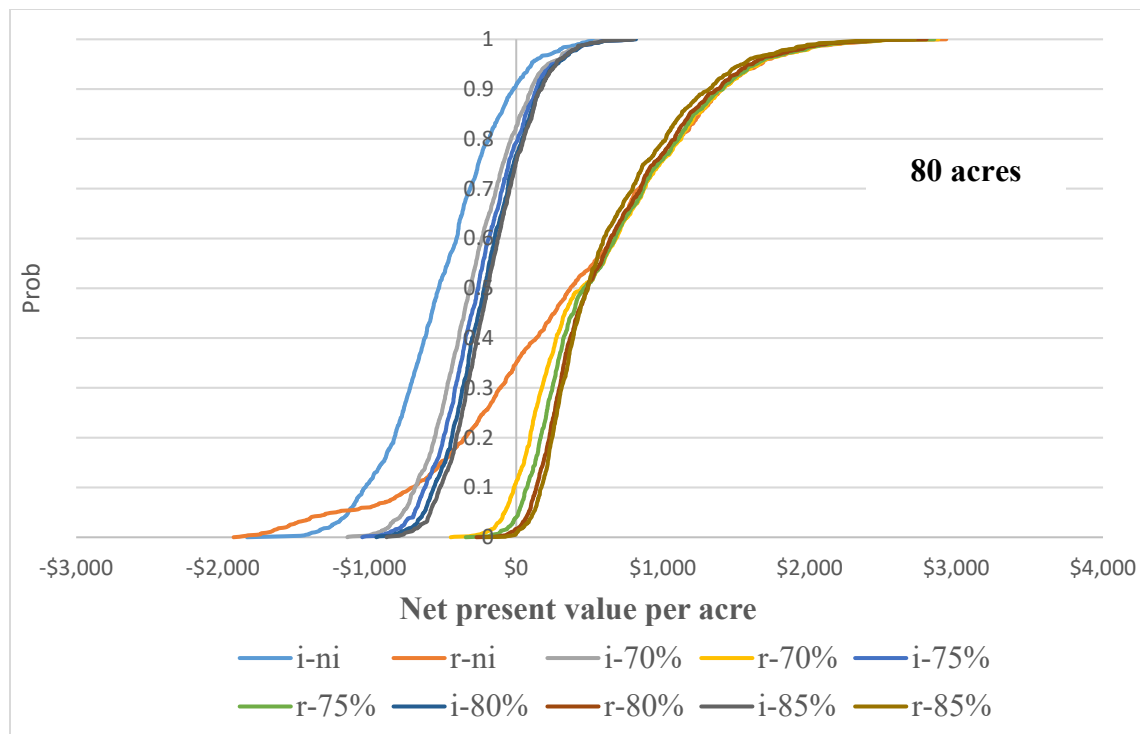 1
0.9
0.8
80 acres
0.7
0.6
Prob
0.5
0.4
0.3
0.2
0.1
0
-$3,000 -$2,000 -$1,000 $0 $1,000 $2,000 $3,000 $4,000
Net present value per acre
i-ni r-ni i-70% r-70% i-75%
r-75% i-80% r-80% i-85% r-85%